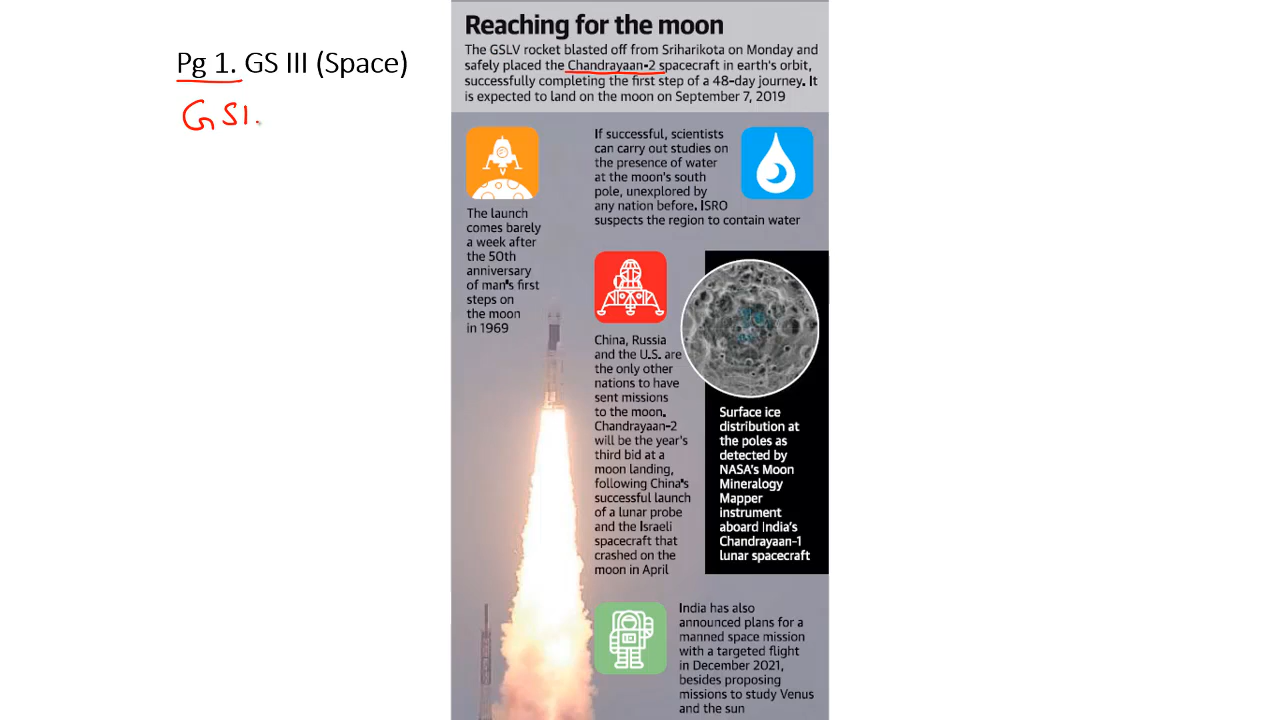 Pg 1. GS III (Space)
GSL
Reaching for the moon
The GSLV rocket blasted off from Sriharikota on Monday and
safely placed the Chandrayaan-2 spacecraft in earth's orbit,
successfully completing the first step of a 48-day journey. It
is expected to land on the moon on September 7, 2019
The launch
comes barely
a week after
the 50th
anniversary
of man's first
steps on
the moon
in 1969
If successful, scientists
can carry out studies on
the presence of water
at the moon's south
pole, unexplored by
any nation before. ISRO
suspects the region to contain water
China, Russia
and the U.S. are
the only other
nations to have
sent missions
to the moon.
Chandrayaan-2
will be the year's
third bid at a
moon landing,
following China's
successful launch
of a lunar probe
and the Israeli
spacecraft that
crashed on the
moon in April
Surface ice
distribution at
the poles as
detected by
NASA's Moon
Mineralogy
Mapper
instrument
aboard India's
Chandrayaan-1
lunar spacecraft
India has also
announced plans for a
manned space mission
with a targeted flight
in December 2021,
besides proposing
missions to study Venus
and the sun